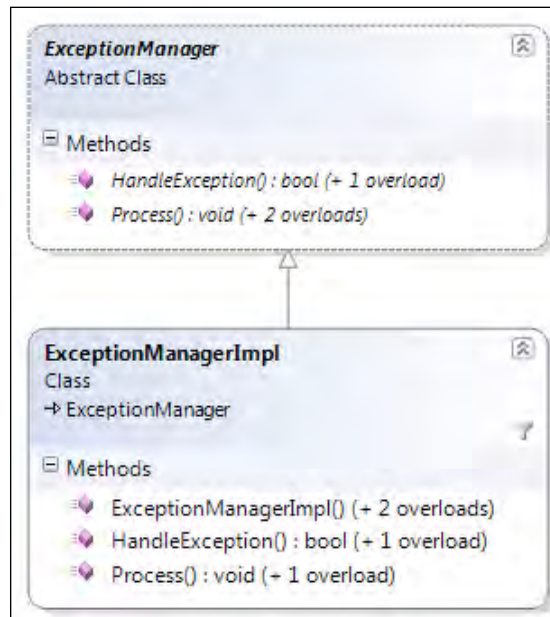 ExceptionManager
Abstract Class
Methods
HandleException() : bool (+ 1 overload)
Process() : void (+ 2 overloads)
ExceptionManagerImpl
Class
ExceptionManager
Methods
ExceptionManagerImpl() (+ 2 overloads)
HandleException() : bool (+ 1 overload)
Process() : void (+ 1 overload)